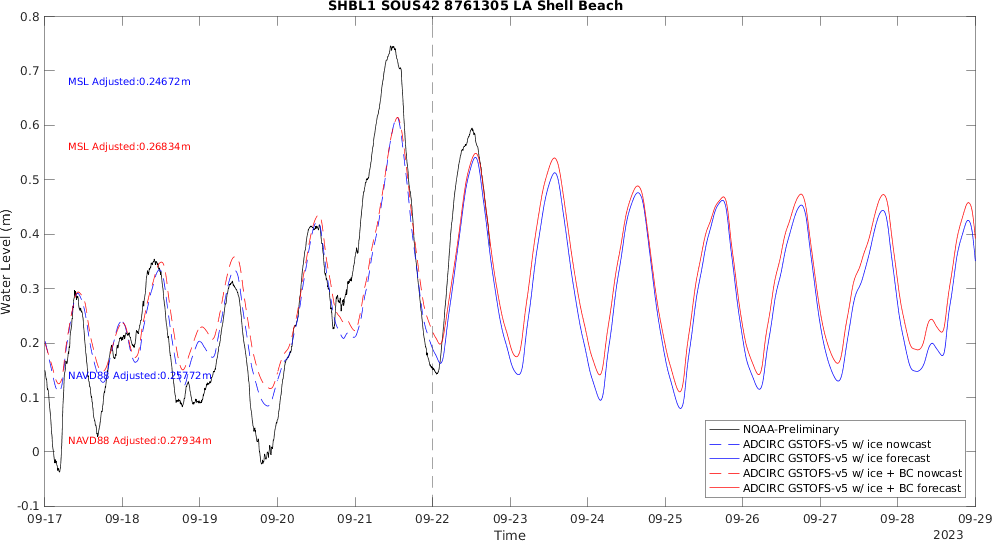 SHBL1 SOUS42 8761305 LA Shell Beach
0.8
0.7
0.6
0.5
0.4
0.3
0.2
0.1
0
-0.1
Water Level (m)
MSL Adjusted:0.24672m
MSL Adjusted:0.26834m
NAVD88 Adjusted:0.25772m
NAVD88 Adjusted:0.27934m
NOAA-Preliminary
ADCIRC GSTOFS-v5 w/ ice nowcast
ADCIRC GSTOFS-v5 w/ ice forecast
ADCIRC GSTOFS-v5 w/ ice + BC nowcast
ADCIRC GSTOFS-v5 w/ ice + BC forecast
09-17 09-18 09-19 09-20 09-21 09-22 09-23 09-24 09-25 09-26 09-27 09-28 09-29
Time
2023